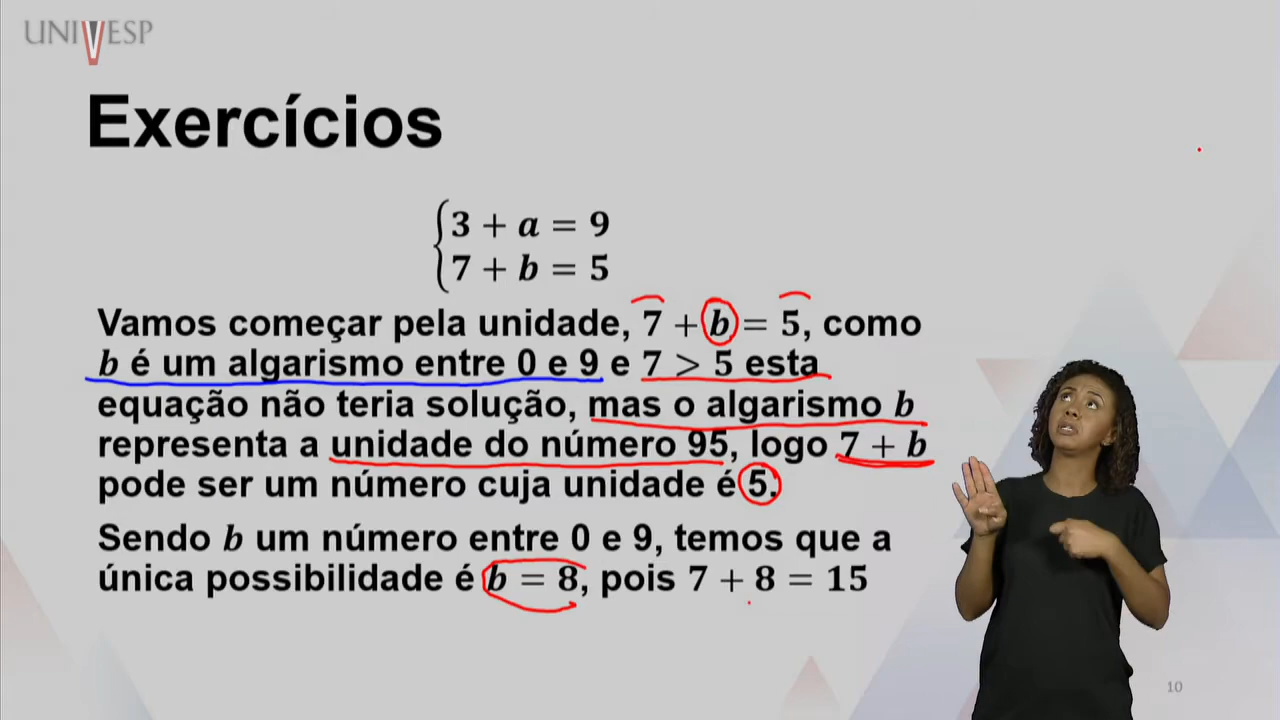 UNIVESP
Exercícios
3 + a = 9
7 + b = 5
Vamos começar pela unidade, 7 + b = 5, como
b é um algarismo entre 0 e 9 e 7 > 5 esta
equação não teria solução, mas o algarismo b
representa a unidade do número 95, logo 7 + b
pode ser um número cuja unidade é 5.
Sendo b um número entre 0 e 9, temos que a
única possibilidade é b = 8, pois 7 + 8 = 15
10